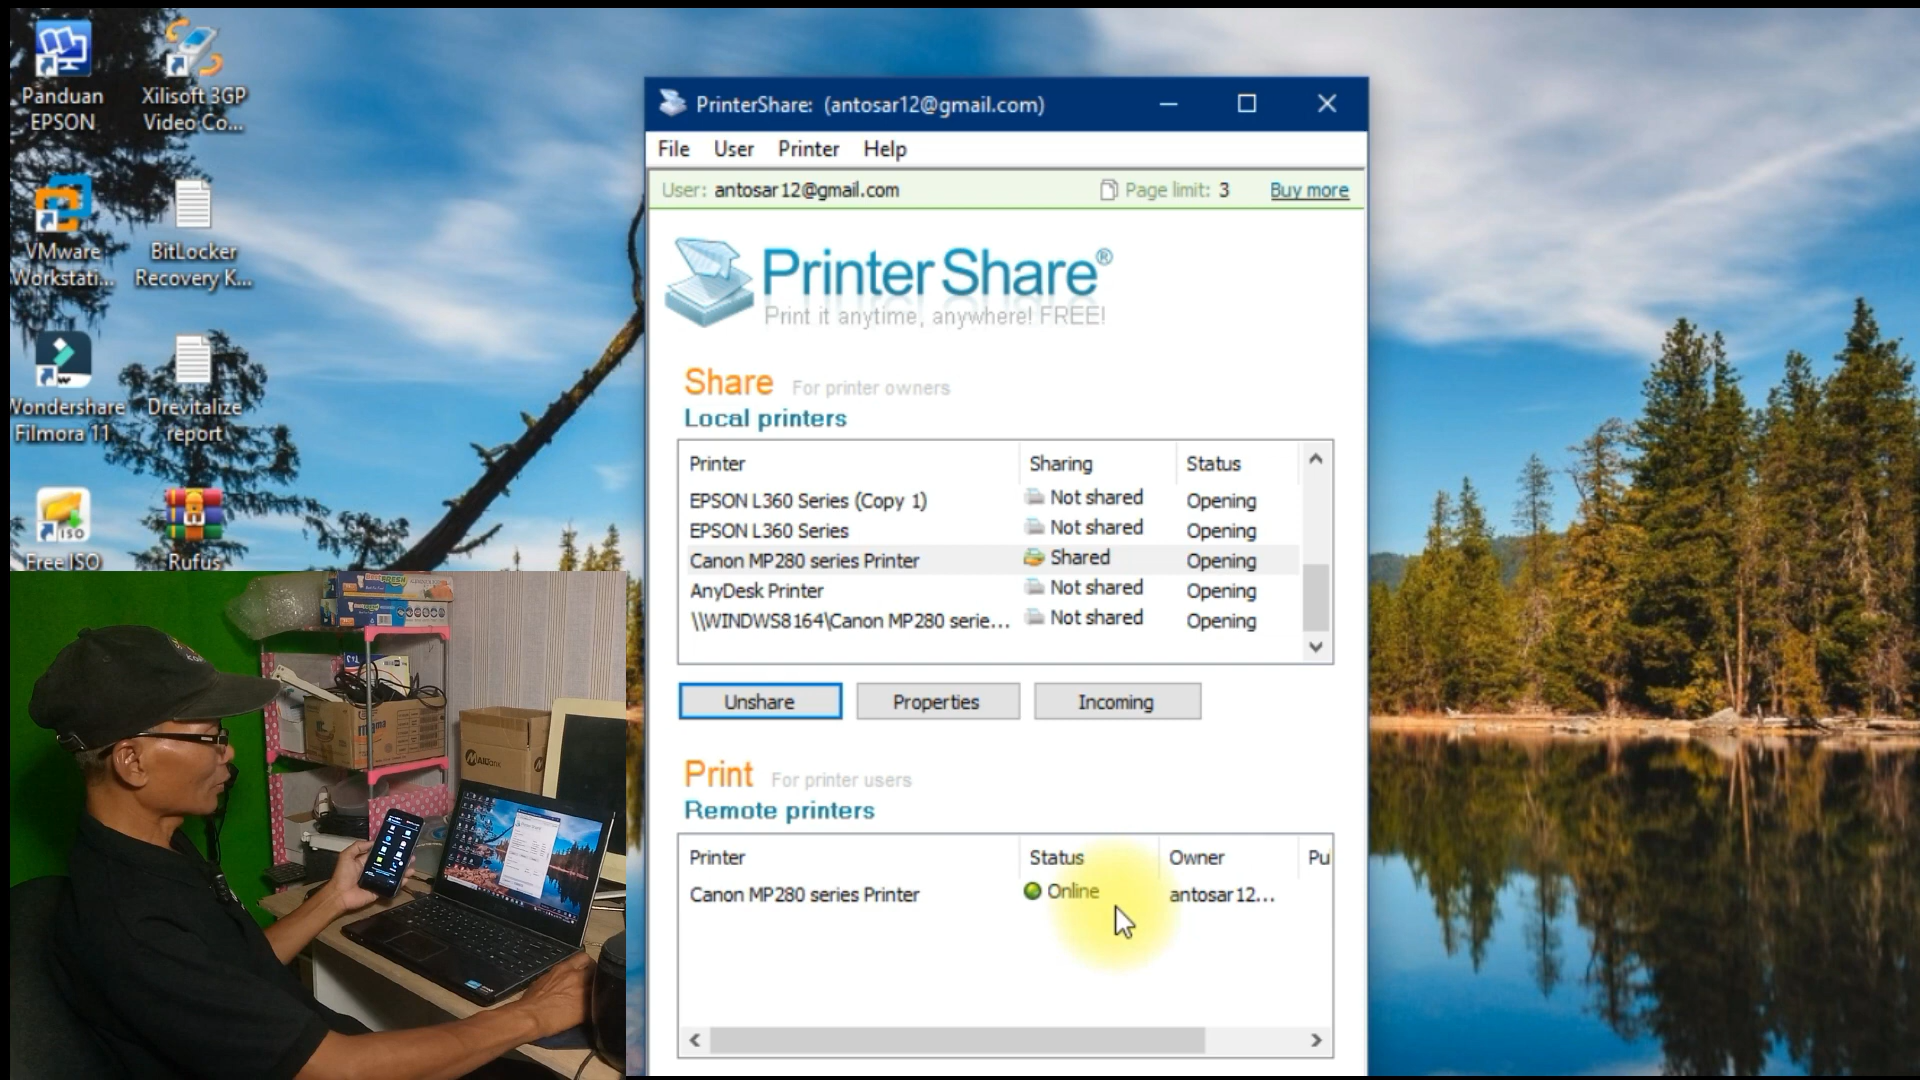 Panduan
EPSON
Xilisoft 3GP
Video Co...
VMware
Workstati...
BitLocker
Recovery K...
Wondershare
Filmora 11
Drevitalize
report
ISO
Free ISO
Rufus
PrinterShare: (antosar12@gmail.com)
File User Printer Help
User: antosar12@gmail.com Page limit: 3 Buy more
PrinterShare®
Print it anytime, anywhere! FREE!
Share For printer owners
Local printers
Printer Sharing Status
EPSON L360 Series (Copy 1) Not shared Opening
EPSON L360 Series Not shared Opening
Canon MP280 series Printer Shared Opening
AnyDesk Printer Not shared Opening
\\WINDWS8164\Canon MP280 serie... Not shared Opening
Unshare Properties Incoming
Print For printer users
Remote printers
Printer Status Owner Pu
Canon MP280 series Printer Online antosar12...